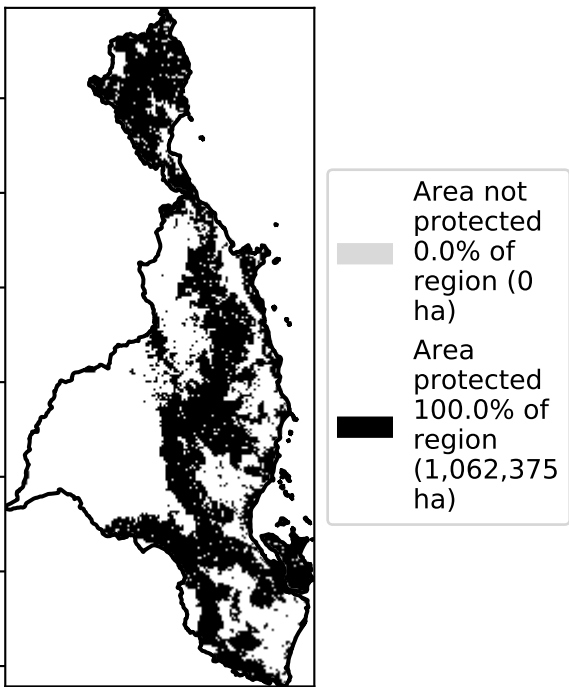 Area not
protected
0.0% of
region (0
ha)
Area
protected
100.0% of
region
(1,062,375
ha)